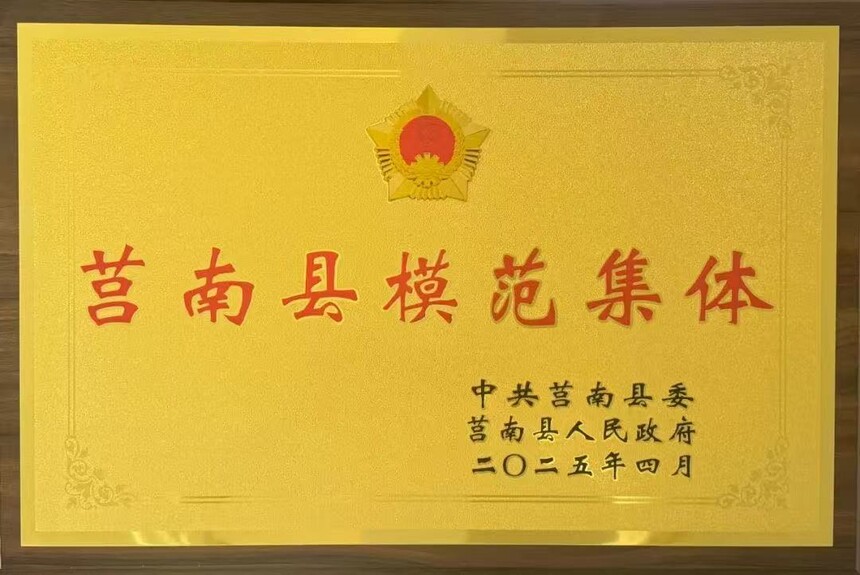 莒南县模范集体
中共莒南县委
莒南县人民政府
二〇二五年四月